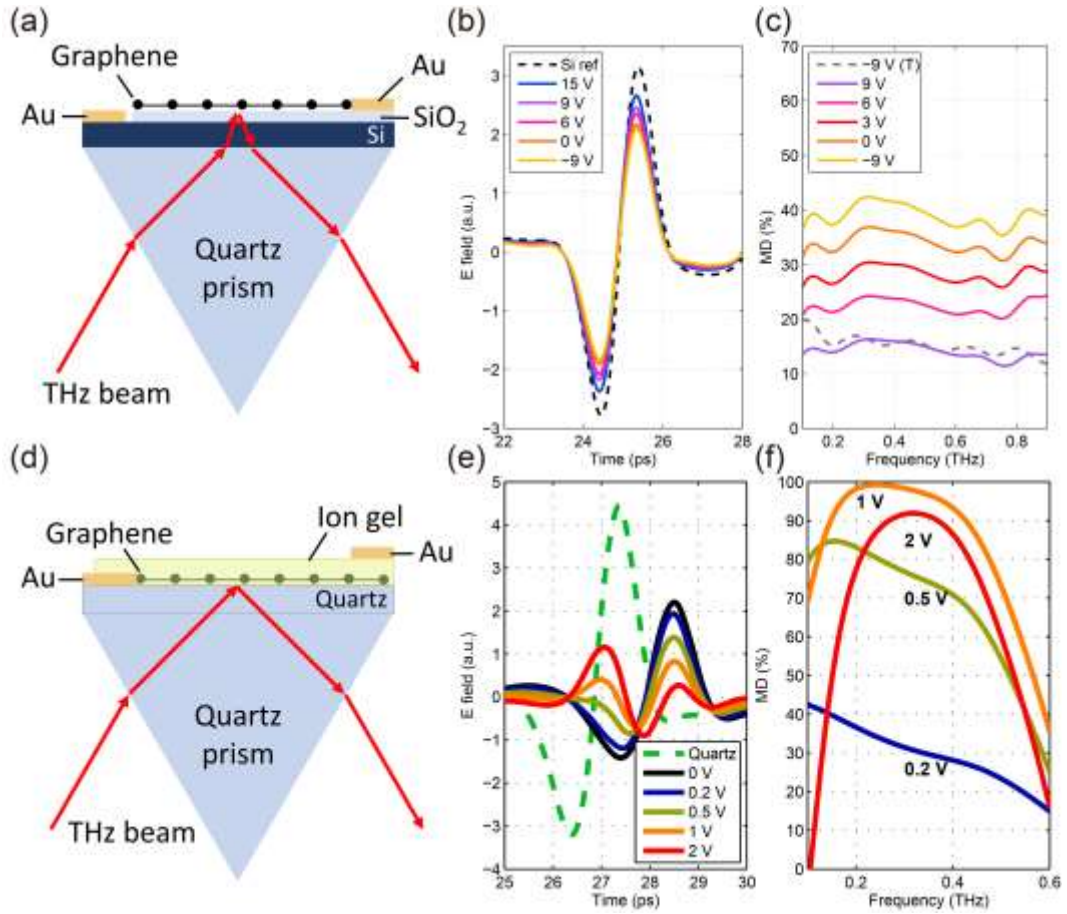 (a)
Graphene
Au
Au
SiO2
Si
Quartz
prism
THz beam
(b)
E field (a.u.)
3
2
1
0
−1
−2
−3
Si ref
15 V
9 V
6 V
0 V
−9 V
22
24
26
28
Time (ps)
(c)
MD (%)
70
60
50
40
30
20
10
0
−9 V (T)
9 V
6 V
3 V
0 V
−9 V
0.2
0.4
0.6
0.8
Frequency (THz)
(d)
Ion gel
Graphene
Au
Au
Quartz
Quartz
prism
THz beam
(e)
E field (a.u.)
5
4
3
2
1
0
−1
−2
−3
−4
Quartz
0 V
0.2 V
0.5 V
1 V
2 V
25
26
27
28
29
30
Time (ps)
(f)
MD (%)
100
90
80
70
60
50
40
30
20
10
0
1 V
2 V
0.5 V
0.2 V
0.2
0.4
0.6
Frequency (THz)